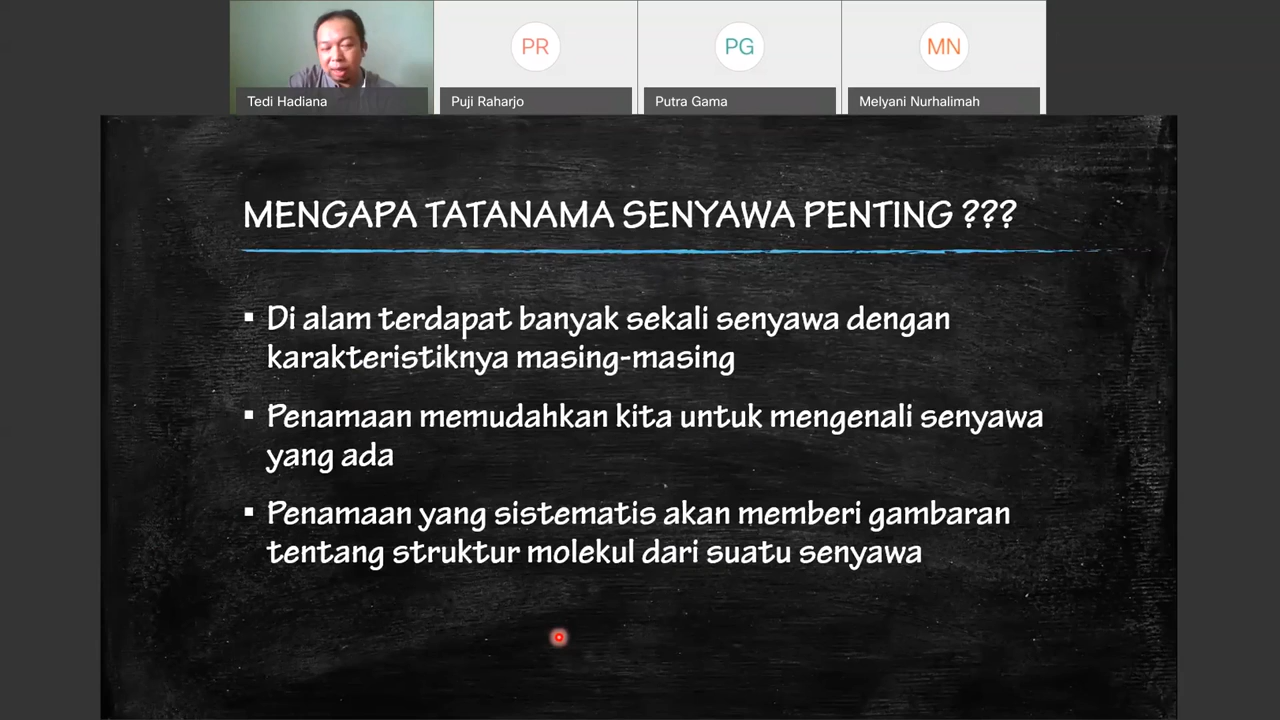 PR
PG
MN
Tedi Hadiana
Puji Raharjo
Putra Gama
Melyani Nurhalimah
MENGAPA TATANAMA SENYAWA PENTING ???
▪ Di alam terdapat banyak sekali senyawa dengan
karakteristiknya masing-masing
▪ Penamaan memudahkan kita untuk mengenali senyawa
yang ada
▪ Penamaan yang sistematis akan memberi gambaran
tentang struktur molekul dari suatu senyawa